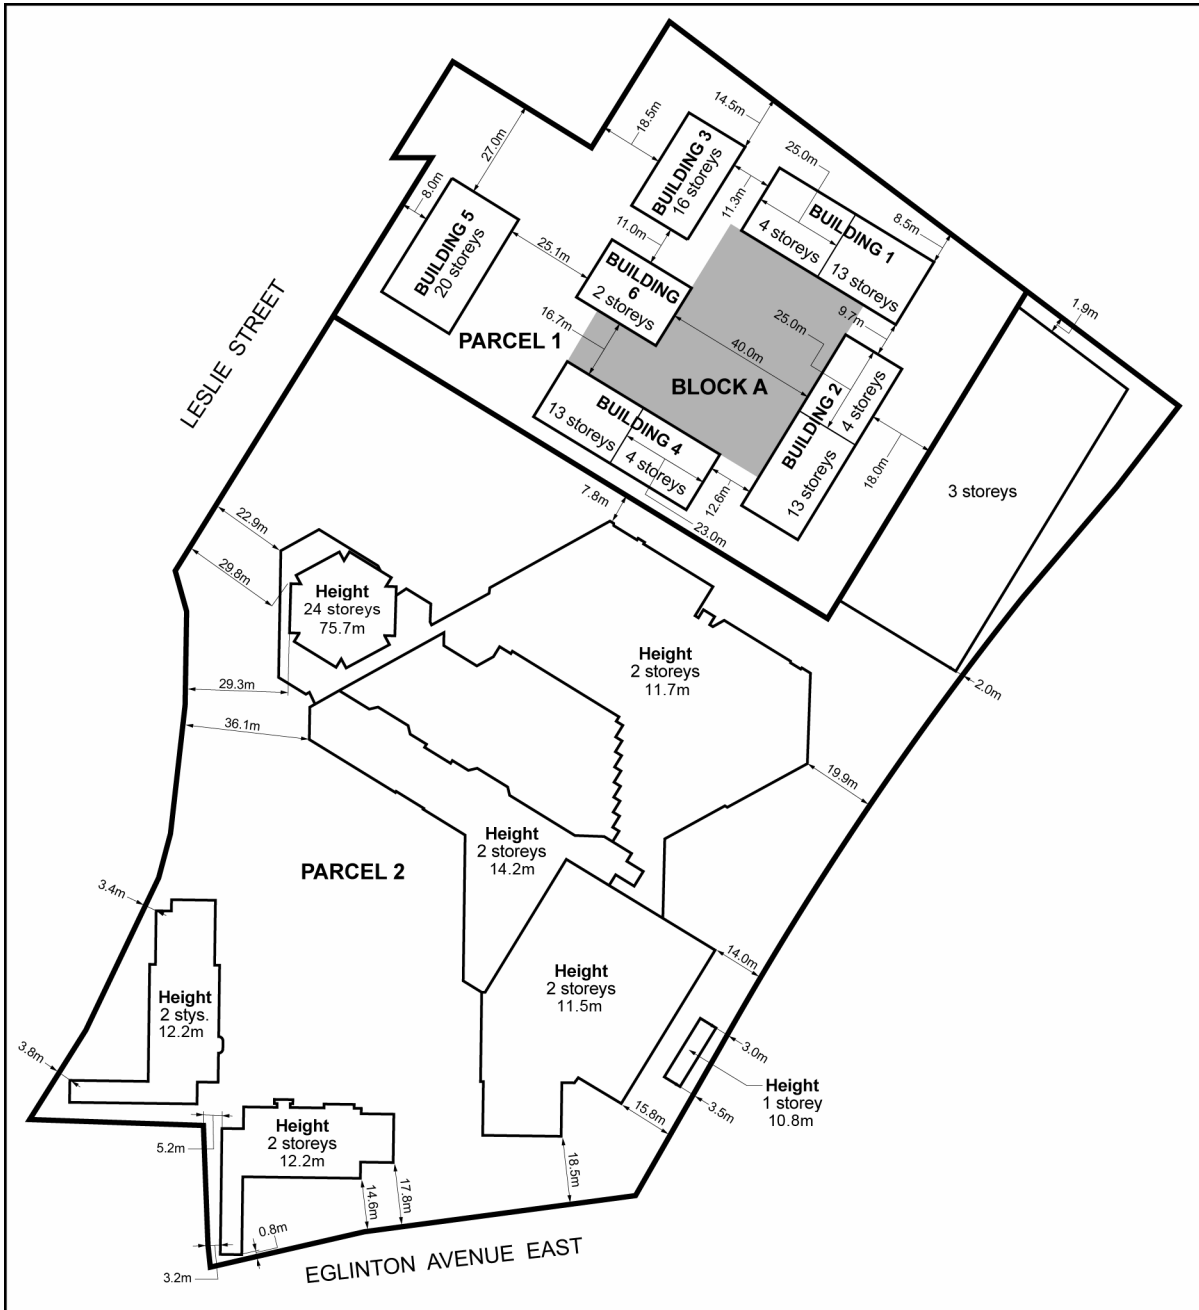 14.5m
18.5m
27.0m
25.0m
BUILDING 3
16 storeys
8.0m
11.3m
BUILDING 1
4 storeys
13 storeys
8.5m
BUILDING 5
20 storeys
11.0m
25.1m
BUILDING
6
2 storeys
9.7m
1.9m
LESLIE STREET
16.7m
25.0m
PARCEL 1
40.0m
BLOCK A
BUILDING 2
4 storeys
13 storeys
BUILDING 4
13 storeys
4 storeys
18.0m
3 storeys
7.8m
12.6m
23.0m
22.9m
29.8m
Height
24 storeys
75.7m
Height
2 storeys
11.7m
29.3m
2.0m
36.1m
19.9m
Height
2 storeys
14.2m
PARCEL 2
3.4m
14.0m
Height
2 storeys
11.5m
Height
2 stys.
12.2m
3.8m
3.0m
Height
1 storey
10.8m
3.5m
15.8m
5.2m
Height
2 storeys
12.2m
18.5m
17.8m
14.6m
0.8m
3.2m
EGLINTON AVENUE EAST